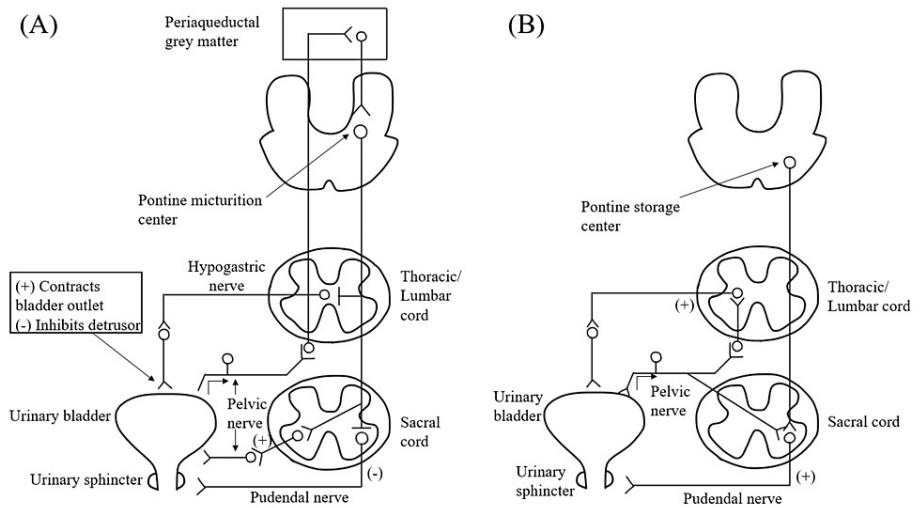 (A)
Periaqueductal
grey matter
Pontine micturition
center
Hypogastric
nerve
Thoracic/
Lumbar
cord
(+) Contracts
bladder outlet
(-) Inhibits detrusor
Urinary bladder
Pelvic
nerve
(+)
Sacral
cord
Urinary sphincter
(-)
Pudendal nerve
(B)
Pontine storage
center
(+)
Thoracic/
Lumbar cord
Urinary
bladder
Pelvic
nerve
Sacral cord
Urinary
sphincter
(+)
Pudendal nerve